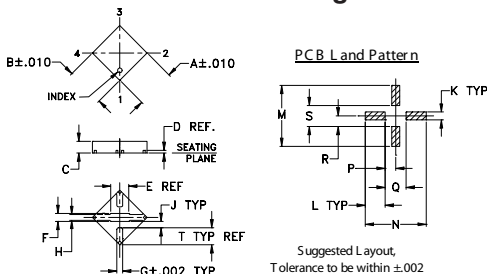 3
4
2
B±.010
A±.010
INDEX
1
D REF.
C
SEATING
PLANE
E REF
J TYP
F
H
T TYP REF
G±.002 TYP
PCB Land Pattern
K TYP
M
S
R
P
Q
L TYP
N
Suggested Layout,
Tolerance to be within ±.002